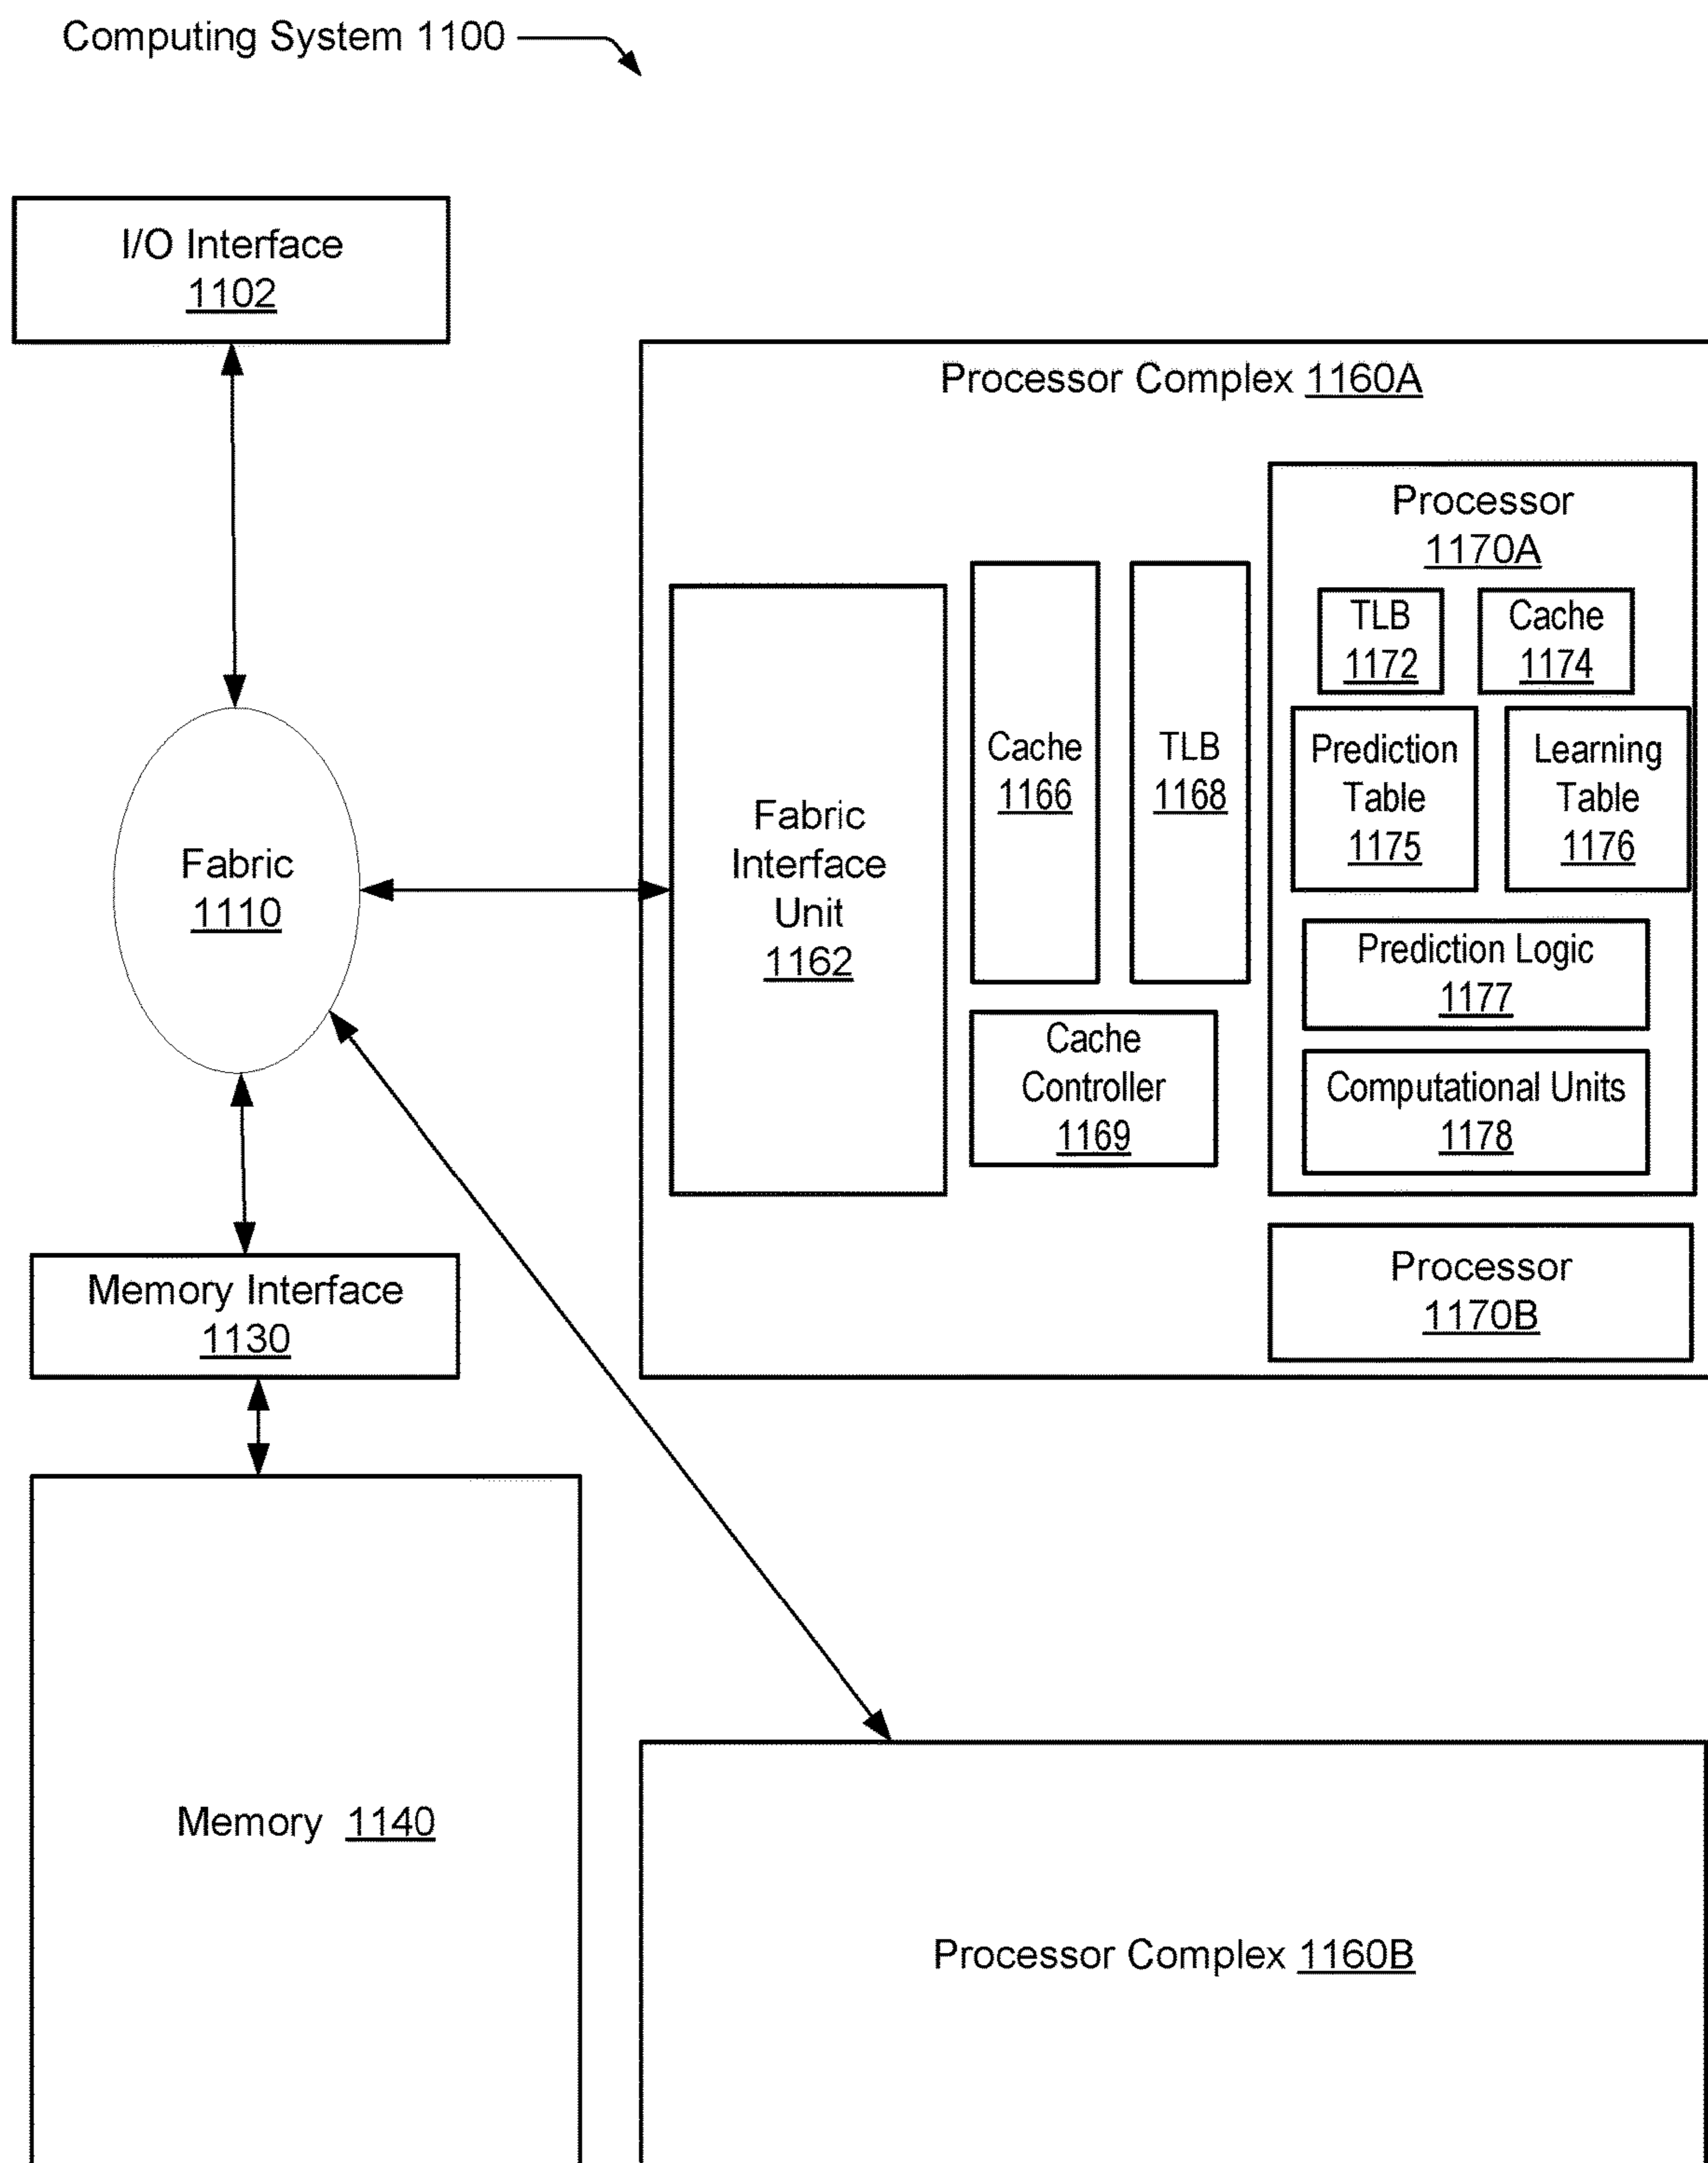 Computing System 1100
I/O Interface
1102
Processor Complex 1160A
Processor
1170A
TLB
1172
Cache
1174
Prediction
Table
1175
Learning
Table
1176
Prediction Logic
1177
Computational Units
1178
Cache
1166
TLB
1168
Fabric
Interface
Unit
1162
Cache
Controller
1169
Fabric
1110
Processor
1170B
Memory Interface
1130
Memory 1140
Processor Complex 1160B